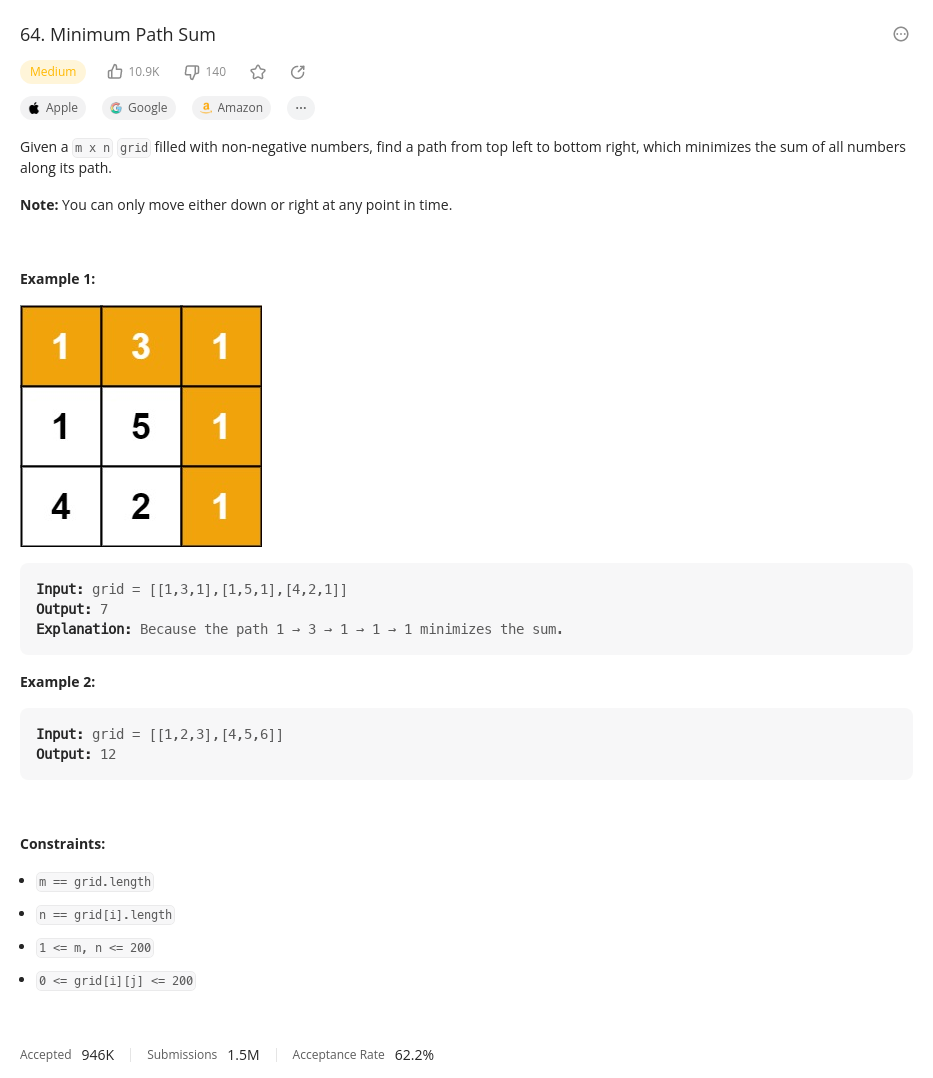 64. Minimum Path Sum
Medium 10.9K 140
Apple Google Amazon ...
Given a m x n grid filled with non-negative numbers, find a path from top left to bottom right, which minimizes the sum of all numbers
along its path.
Note: You can only move either down or right at any point in time.
Example 1:
1 3 1
1 5 1
4 2 1
Input: grid = [[1,3,1],[1,5,1],[4,2,1]]
Output: 7
Explanation: Because the path 1 → 3 → 1 → 1 → 1 minimizes the sum.
Example 2:
Input: grid = [[1,2,3],[4,5,6]]
Output: 12
Constraints:
• m == grid.length
• n == grid[i].length
• 1 <= m, n <= 200
• 0 <= grid[i][j] <= 200
Accepted 946K Submissions 1.5M Acceptance Rate 62.2%